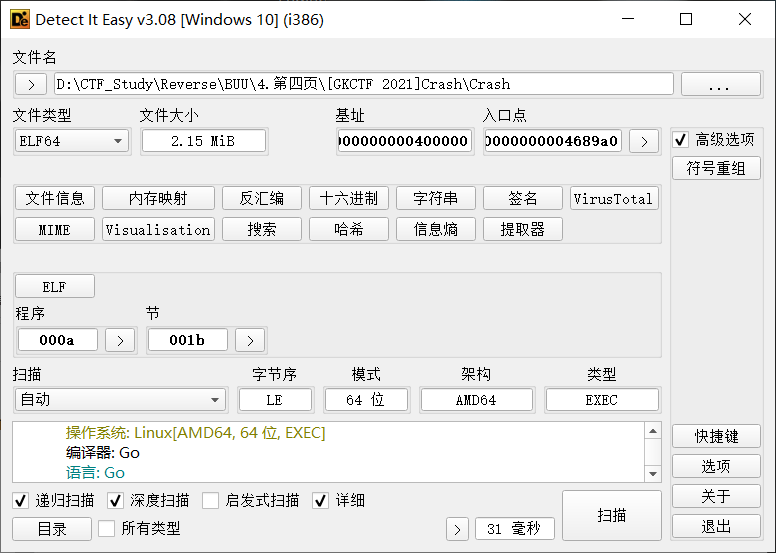 Detect It Easy v3.08 [Windows 10] (i386)
文件名
> D:\CTF_Study\Reverse\BUU\4.第四页\[GKCTF 2021]Crash\Crash ...
文件类型 文件大小 基址 入口点
ELF64 2.15 MiB 000000000400000 0000000004689a0 > 高级选项
符号重组
文件信息 内存映射 反汇编 十六进制 字符串 签名 VirusTotal
MIME Visualisation 搜索 哈希 信息熵 提取器
ELF
程序 节
000a > 001b >
扫描 字节序 模式 架构 类型
自动 LE 64 位 AMD64 EXEC
操作系统: Linux[AMD64, 64 位, EXEC]
编译器: Go
语言: Go
快捷键
选项
关于
退出
递归扫描 深度扫描 启发式扫描 详细 扫描
目录 所有类型 > 31 毫秒